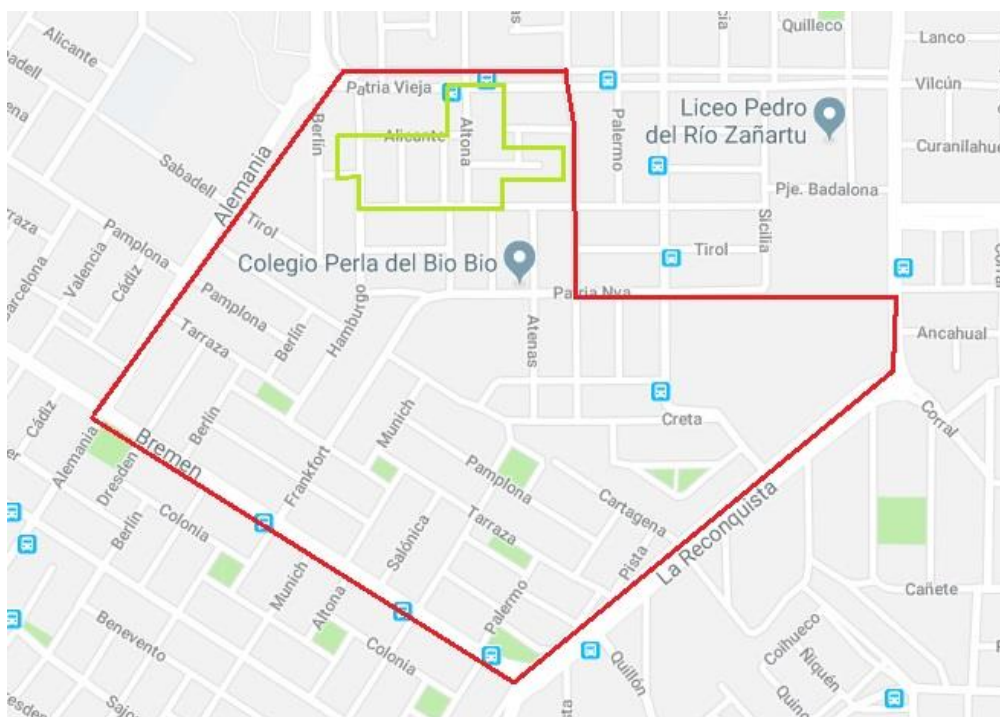 Quilleco
Alicante
Lanco
Sabadell
Patria Vieja
Vilcún
Liceo Pedro
del Río Zañartu
Berlín
Alicante
Altona
Palermo
Curanilahue
Sabadell
Alemania
Pje. Badalona
Tirol
Sicilia
Pamplona
Tirol
Colegio Perla del Bio Bio
Valencia
Cádiz
Barcelona
Patria Nva
Hamburgo
Pamplona
Berlín
Tarraza
Atenas
Ancahual
Cádiz
Berlín
Munich
Creta
Corral
Bremen
Alemania
Dresden
Frankfort
Pamplona
Cartagena
La Reconquista
Colonia
Berlín
Salónica
Tarraza
Pista
Munich
Altona
Palermo
Cañete
Benevento
Colonia
Coihueco
Quillón
Ñiquén